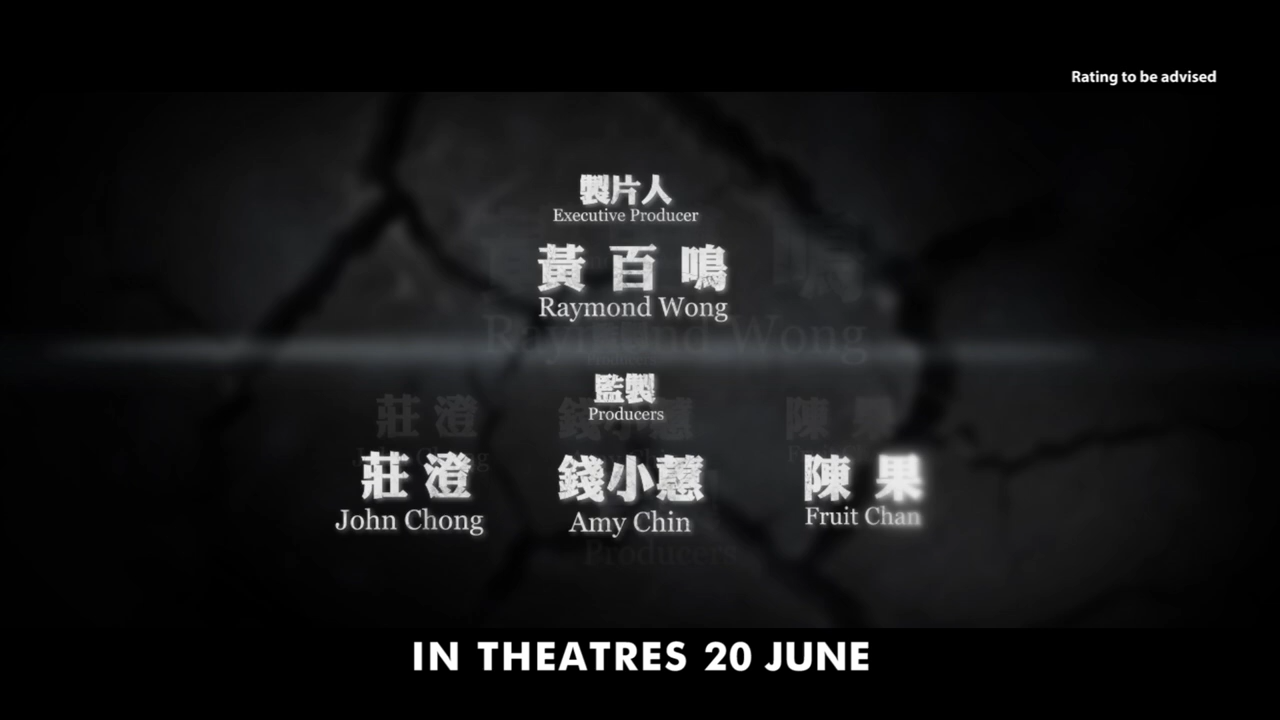 Rating to be advised
製片人
Executive Producer
黃百鳴
Raymond Wong
監製
Producers
莊澄 錢小蕙 陳果
John Chong Amy Chin Fruit Chan
IN THEATRES 20 JUNE